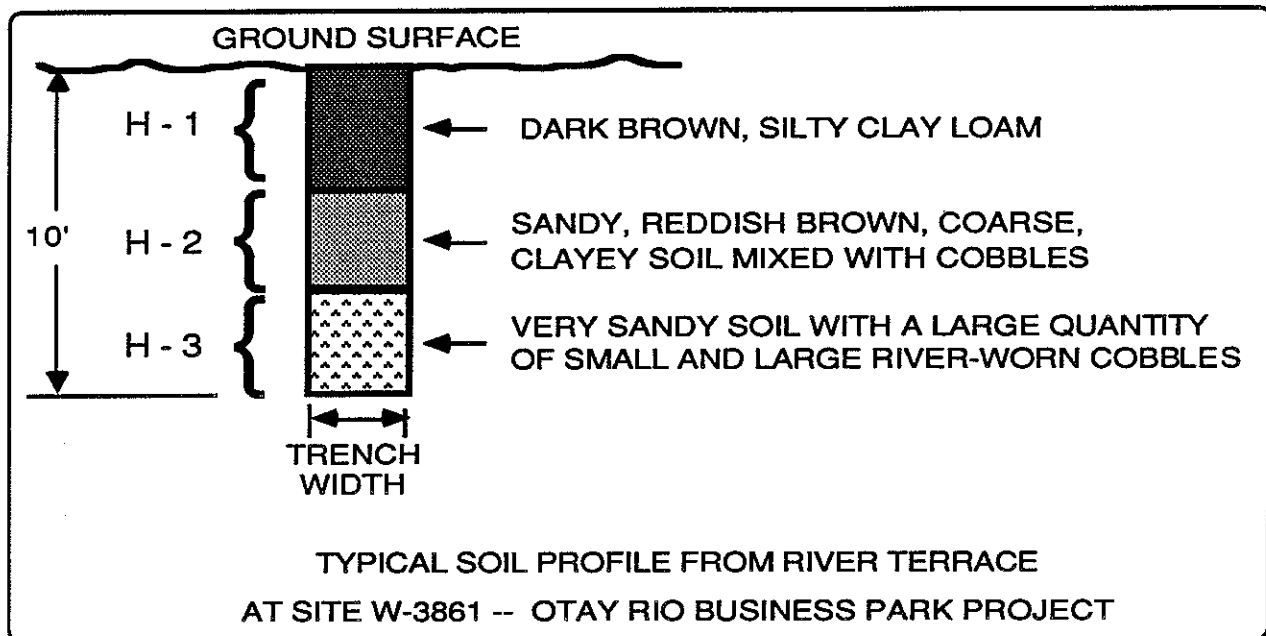 GROUND SURFACE
H - 1
DARK BROWN, SILTY CLAY LOAM
10'
H - 2
SANDY, REDDISH BROWN, COARSE,
CLAYEY SOIL MIXED WITH COBBLES
H - 3
VERY SANDY SOIL WITH A LARGE QUANTITY
OF SMALL AND LARGE RIVER-WORN COBBLES
TRENCH
WIDTH
TYPICAL SOIL PROFILE FROM RIVER TERRACE
AT SITE W-3861 -- OTAY RIO BUSINESS PARK PROJECT